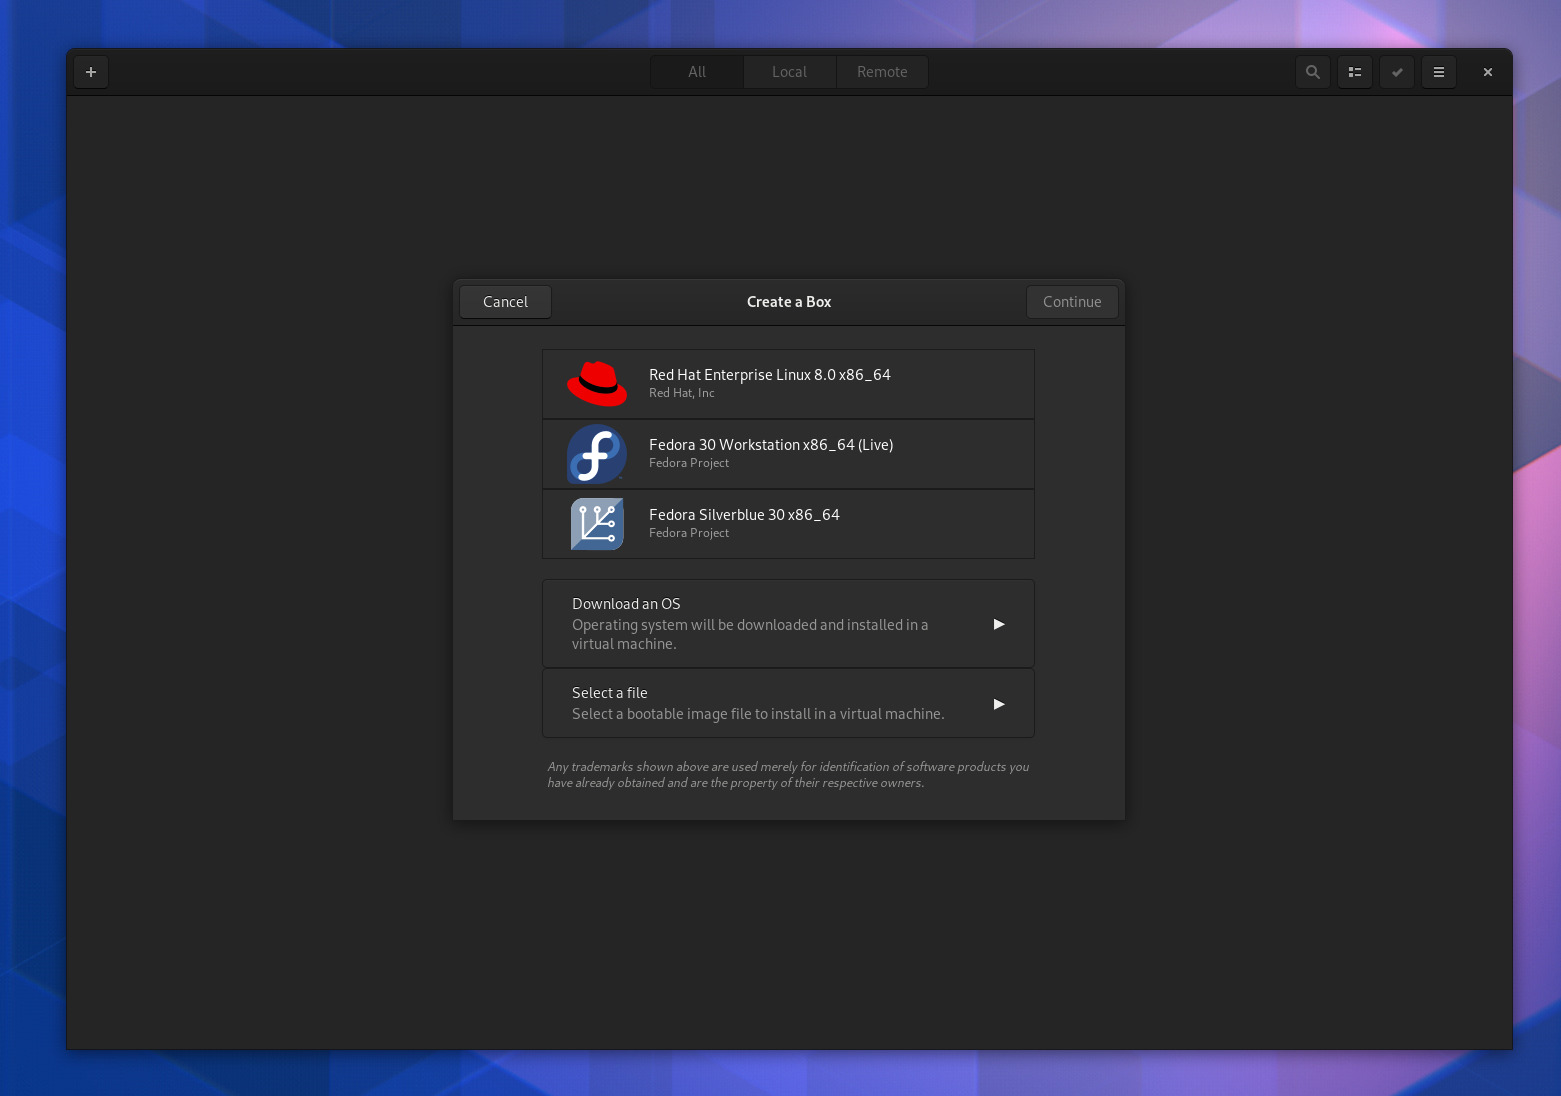 All
Local
Remote
Cancel
Create a Box
Continue
Red Hat Enterprise Linux 8.0 x86_64
Red Hat, Inc
Fedora 30 Workstation x86_64 (Live)
Fedora Project
Fedora Silverblue 30 x86_64
Fedora Project
Download an OS
Operating system will be downloaded and installed in a
virtual machine.
Select a file
Select a bootable image file to install in a virtual machine.
Any trademarks shown above are used merely for identification of software products you
have already obtained and are the property of their respective owners.